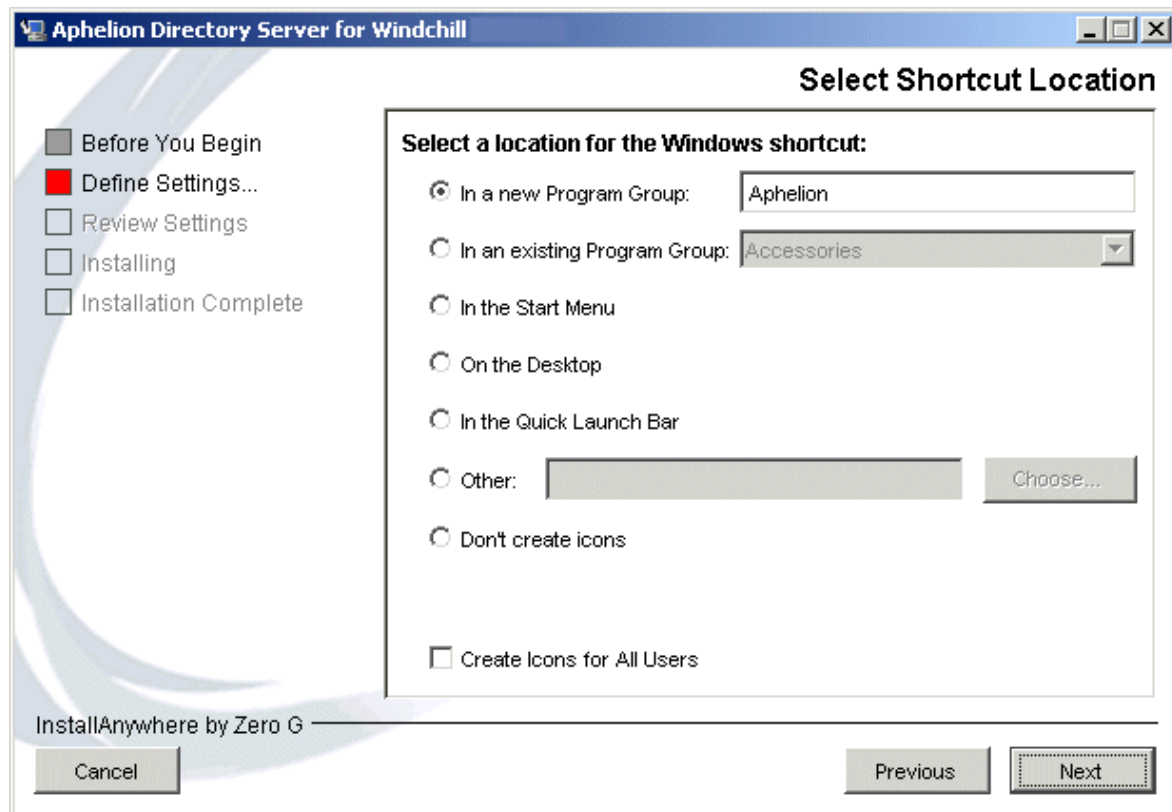 Aphelion Directory Server for Windchill
Select Shortcut Location
Before You Begin
Define Settings...
Review Settings
Installing
Installation Complete
Select a location for the Windows shortcut:
In a new Program Group: Aphelion
In an existing Program Group: Accessories
In the Start Menu
On the Desktop
In the Quick Launch Bar
Other: Choose...
Don't create icons
Create Icons for All Users
InstallAnywhere by Zero G
Cancel Previous Next